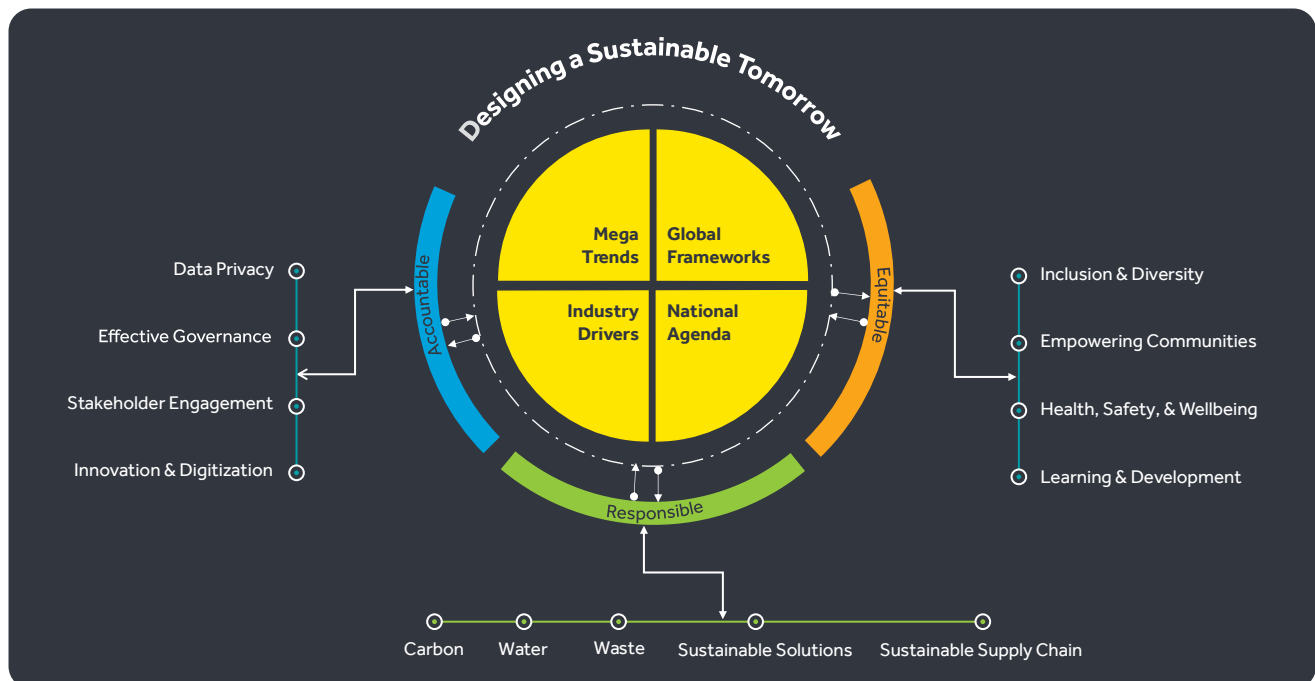 Designing a Sustainable Tomorrow
Mega
Trends
Global
Frameworks
Industry
Drivers
National
Agenda
Accountable
Equitable
Responsible
Data Privacy
Effective Governance
Stakeholder Engagement
Innovation & Digitization
Inclusion & Diversity
Empowering Communities
Health, Safety, & Wellbeing
Learning & Development
Carbon
Water
Waste
Sustainable Solutions
Sustainable Supply Chain